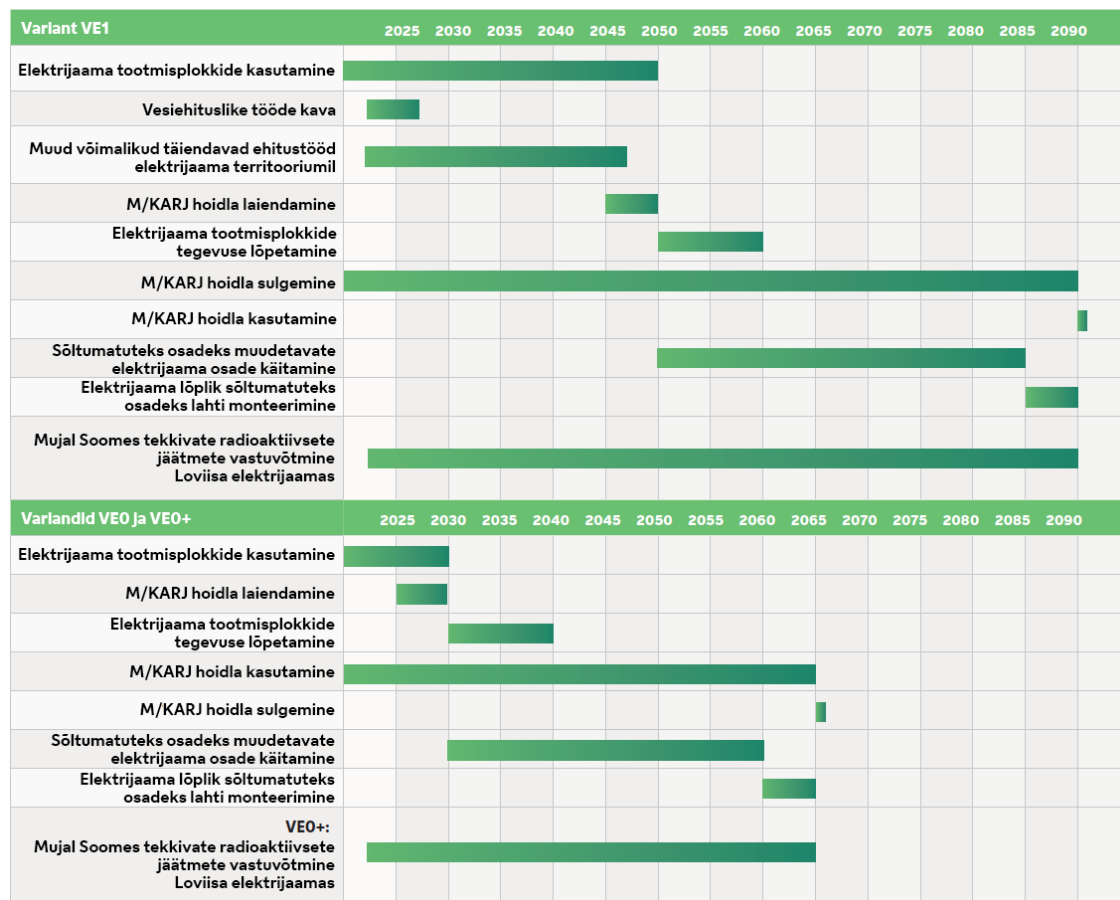 Variant VE1
2025 2030 2035 2040 2045 2050 2055 2060 2065 2070 2075 2080 2085 2090
Elektrijaama tootmisplokkide kasutamine
Vesiehituslike tööde kava
Muud võimalikud täiendavad ehitustööd
elektrijaama territooriumil
M/KARJ hoidla laiendamine
Elektrijaama tootmisplokkide
tegevuse lõpetamine
M/KARJ hoidla sulgemine
M/KARJ hoidla kasutamine
Sõltumatuteks osadeks muudetavate
elektrijaama osade käitamine
Elektrijaama lõplik sõltumatuteks
osadeks lahti monteerimine
Mujal Soomes tekkivate radioaktiivsete
jäätmete vastuvõtmine
Loviisa elektrijaamas
Variandid VE0 ja VE0+
2025 2030 2035 2040 2045 2050 2055 2060 2065 2070 2075 2080 2085 2090
Elektrijaama tootmisplokkide kasutamine
M/KARJ hoidla laiendamine
Elektrijaama tootmisplokkide
tegevuse lõpetamine
M/KARJ hoidla kasutamine
M/KARJ hoidla sulgemine
Sõltumatuteks osadeks muudetavate
elektrijaama osade käitamine
Elektrijaama lõplik sõltumatuteks
osadeks lahti monteerimine
VE0+:
Mujal Soomes tekkivate radioaktiivsete
jäätmete vastuvõtmine
Loviisa elektrijaamas